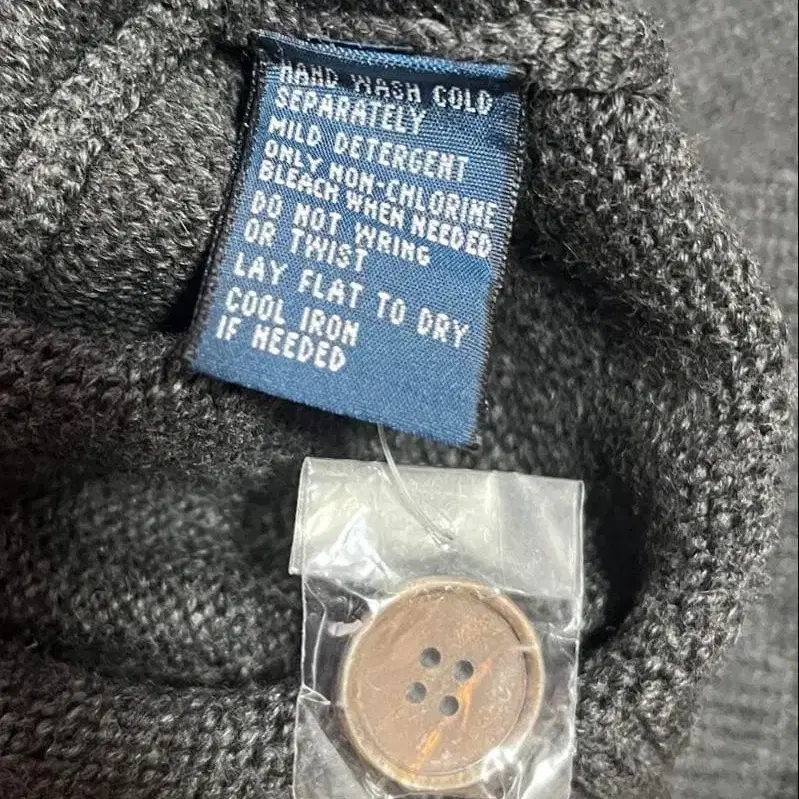 HAND WASH COLD
SEPARATELY
MILD DETERGENT
ONLY NON-CHLORINE
BLEACH WHEN NEEDED
DO NOT WRING
OR TWIST
LAY FLAT TO DRY
COOL IRON
IF NEEDED